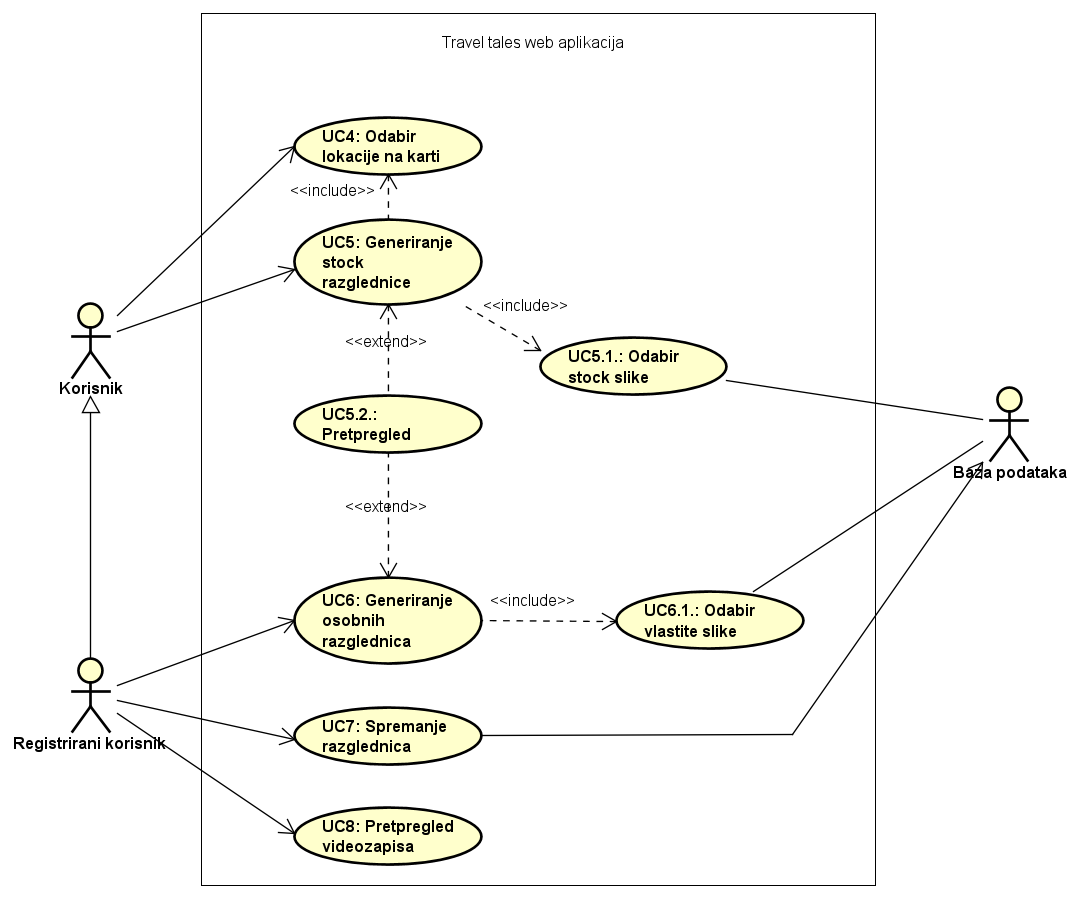 Travel tales web aplikacija
UC4: Odabir
lokacije na karti
<<include>>
UC5: Generiranje
stock
razglednice
<<include>>
<<extend>>
UC5.1.: Odabir
stock slike
Korisnik
UC5.2.:
Pretpregled
Baza podataka
<<extend>>
UC6: Generiranje
osobnih
razglednica
<<include>>
UC6.1.: Odabir
vlastite slike
Registrirani korisnik
UC7: Spremanje
razglednica
UC8: Pretpregled
videozapisa